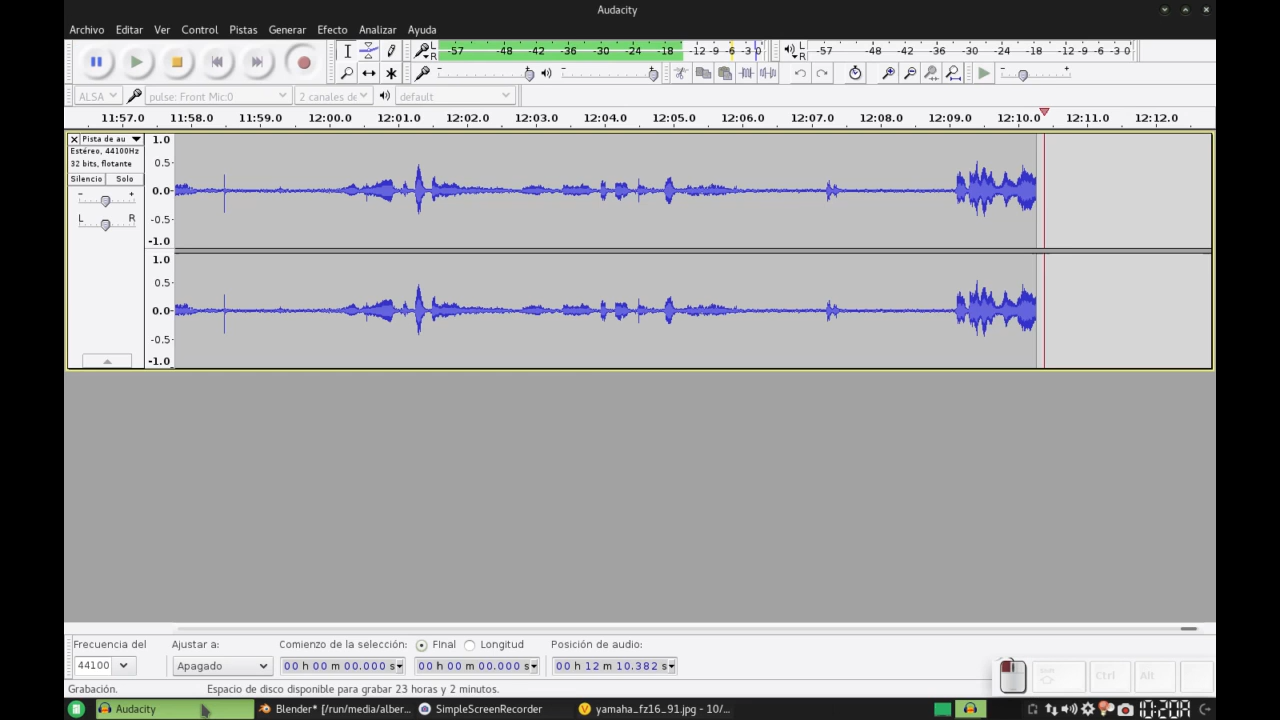 Audacity
Archivo Editar Ver Control Pistas Generar Efecto Analizar Ayuda
L R -57 -48 -42 -36 -30 -24 -18 -12 -9 -6 -3 0 L R -57 -48 -42 -36 -30 -24 -18 -12 -9 -6 -3 0
ALSA pulse: Front Mic:0 2 canales de default
11:57.0 11:58.0 11:59.0 12:00.0 12:01.0 12:02.0 12:03.0 12:04.0 12:05.0 12:06.0 12:07.0 12:08.0 12:09.0 12:10.0 12:11.0 12:12.0
Pista de au 1.0
Estéreo, 44100Hz
32 bits, flotante 0.5
Silencio Solo
- + 0.0
L R -0.5
-1.0
1.0
0.5
0.0
-0.5
-1.0
Frecuencia del Ajustar a: Comienzo de la selección: FInal Longitud Posición de audio:
44100 Apagado 00 h 00 m 00.000 s 00 h 00 m 00.000 s 00 h 12 m 10.382 s
Ctrl Alt
Grabación. Espacio de disco disponible para grabar 23 horas y 2 minutos.
Audacity Blender* [/run/media/alber... SimpleScreenRecorder yamaha_fz16_91.jpg - 10/...